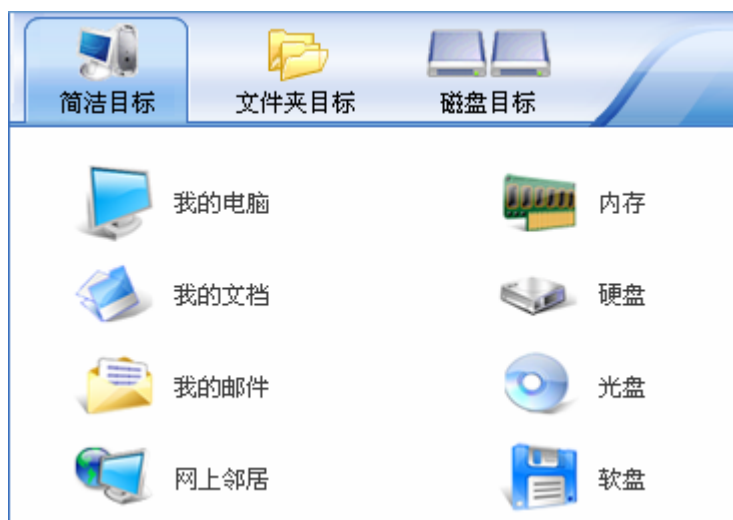 简洁目标
文件夹目标
磁盘目标
我的电脑
内存
我的文档
硬盘
我的邮件
光盘
网上邻居
软盘